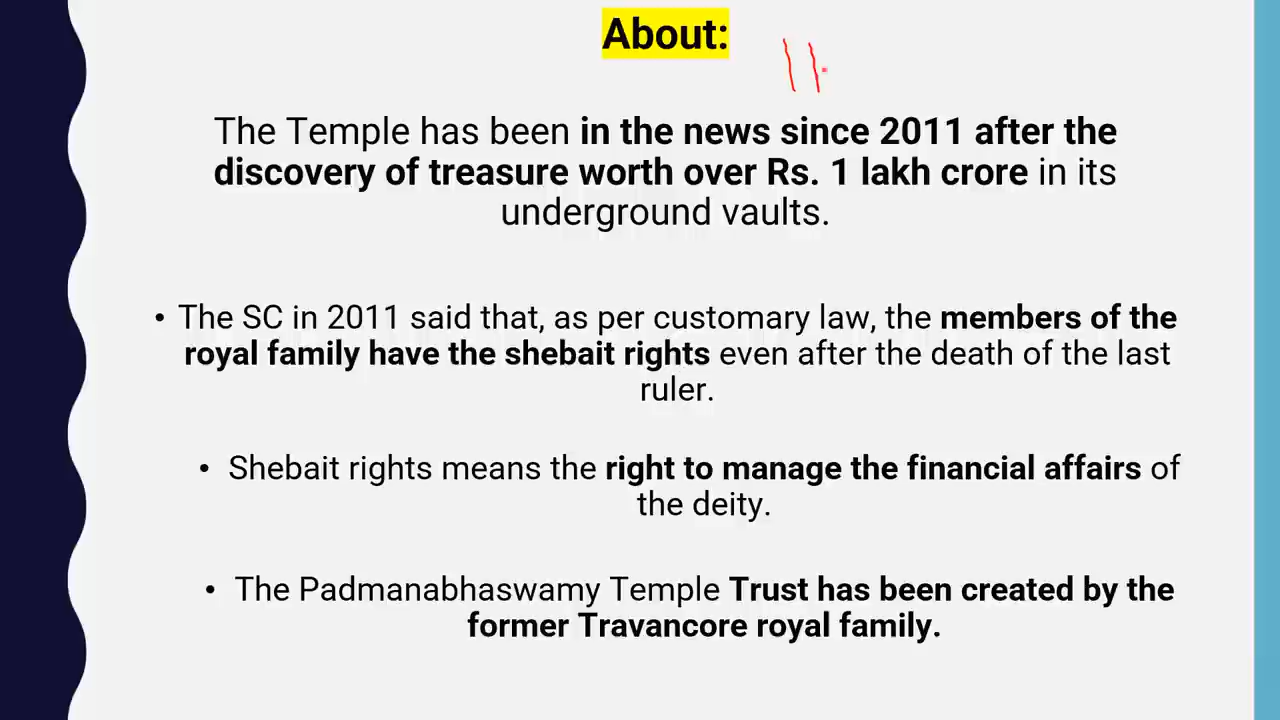 About:
The Temple has been in the news since 2011 after the
discovery of treasure worth over Rs. 1 lakh crore in its
underground vaults.
• The SC in 2011 said that, as per customary law, the members of the
royal family have the shebait rights even after the death of the last
ruler.
• Shebait rights means the right to manage the financial affairs of
the deity.
• The Padmanabhaswamy Temple Trust has been created by the
former Travancore royal family.